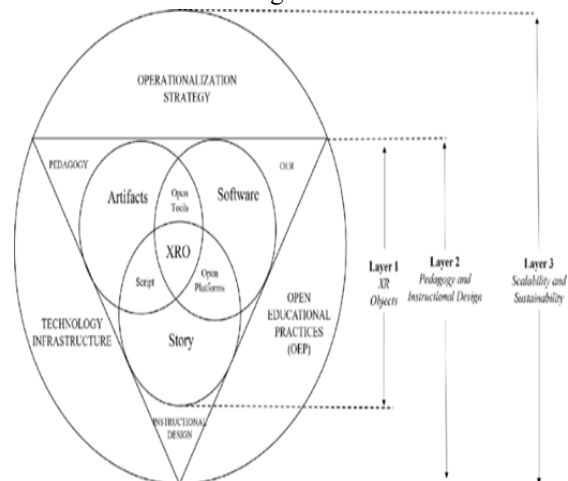 OPERATIONALIZATION
STRATEGY
PEDAGOGY
OER
Artifacts
Open
Tools
Software
XRO
Script
Open
Platforms
Story
TECHNOLOGY
INFRASTRUCTURE
OPEN
EDUCATIONAL
PRACTICES
(OEP)
INSTRUCTIONAL
DESIGN
Layer 1
XR
Objects
Layer 2
Pedagogy and
Instructional Design
Layer 3
Scalability and
Sustainability